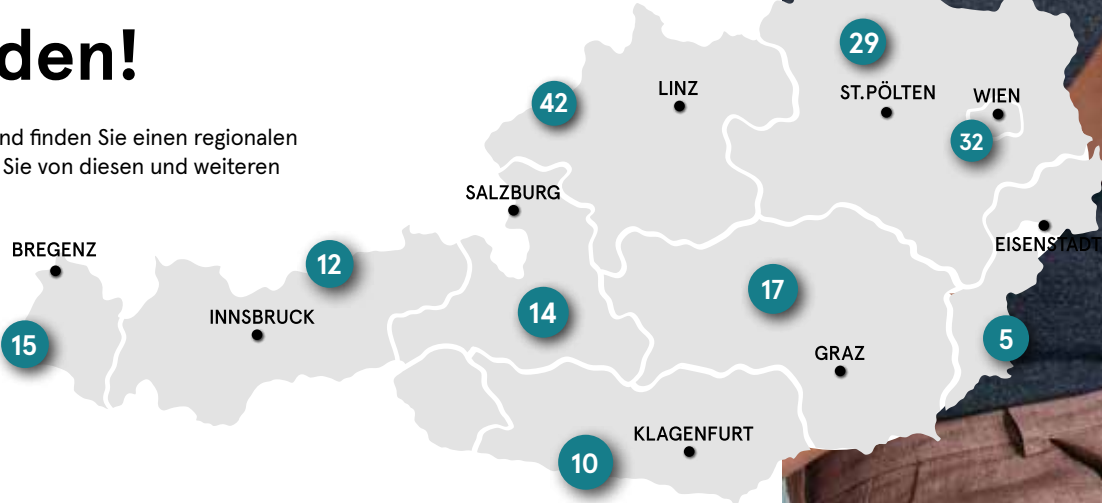 den!
nd finden Sie einen regionalen
Sie von diesen und weiteren
29
LINZ
42
ST.PÖLTEN
WIEN
32
SALZBURG
BREGENZ
EISENSTADT
12
17
INNSBRUCK
14
15
5
GRAZ
KLAGENFURT
10